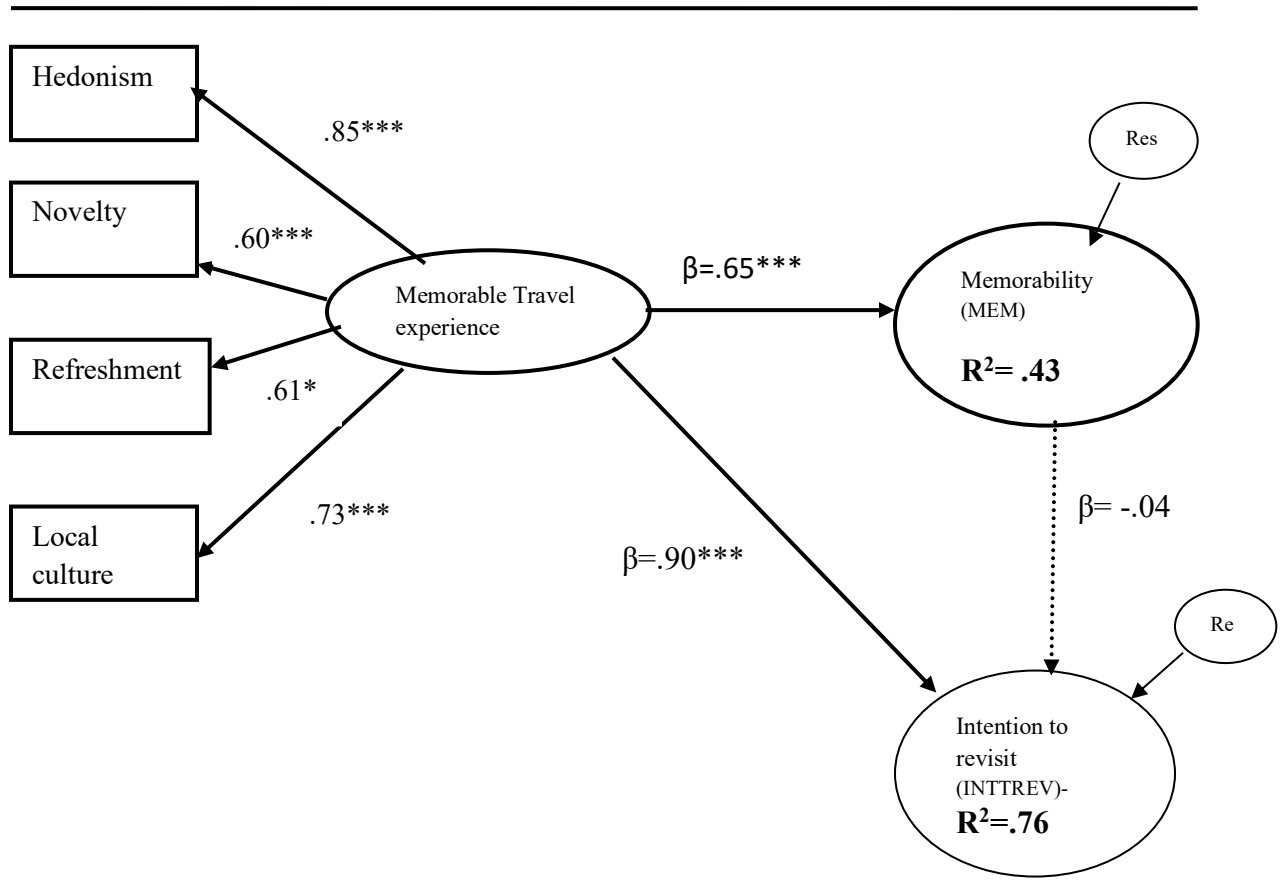 Hedonism
.85***
Res
Novelty
.60***
β=.65***
Memorable Travel
experience
Memorability
(MEM)
R²= .43
Refreshment
.61*
.73***
Local
culture
β=.90***
β= -.04
Re
Intention to
revisit
(INTTREV)-
R²=.76